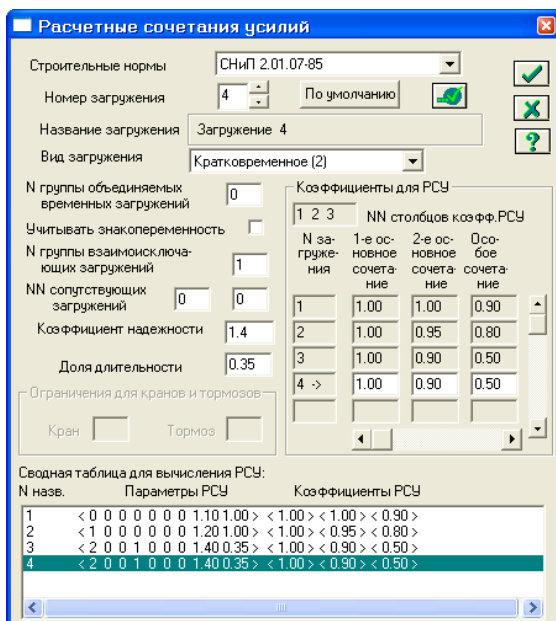 Расчетные сочетания усилий
Строительные нормы СНиП 2.01.07-85
Номер загружения 4 По умолчанию
Название загружения Загружение 4
Вид загружения Кратковременное (2)
N группы объединяемых
временных загружений 0
Учитывать знакопеременность
N группы взаимоисключа-
ющих загружений 1
NN сопутствующих
загружений 0 0
Коэффициент надежности 1.4
Доля длительности 0.35
Ограничения для кранов и тормозов
Кран Тормоз
Коэффициенты для РСУ
1 2 3 NN столбцов коэфф.РСУ
N за- 1-е ос- 2-е ос- Осо-
груже- новное новное бое
ния сочета- сочета- сочета-
ние ние ние
1 1.00 1.00 0.90
2 1.00 0.95 0.80
3 1.00 0.90 0.50
4 -> 1.00 0.90 0.50
Сводная таблица для вычисления РСУ:
N назв. Параметры РСУ Коэффициенты РСУ
1 < 0 0 0 0 0 0 0 1.10 1.00 > < 1.00 > < 1.00 > < 0.90 >
2 < 1 0 0 0 0 0 0 1.20 1.00 > < 1.00 > < 0.95 > < 0.80 >
3 < 2 0 0 1 0 0 0 1.40 0.35 > < 1.00 > < 0.90 > < 0.50 >
4 < 2 0 0 1 0 0 0 1.40 0.35 > < 1.00 > < 0.90 > < 0.50 >